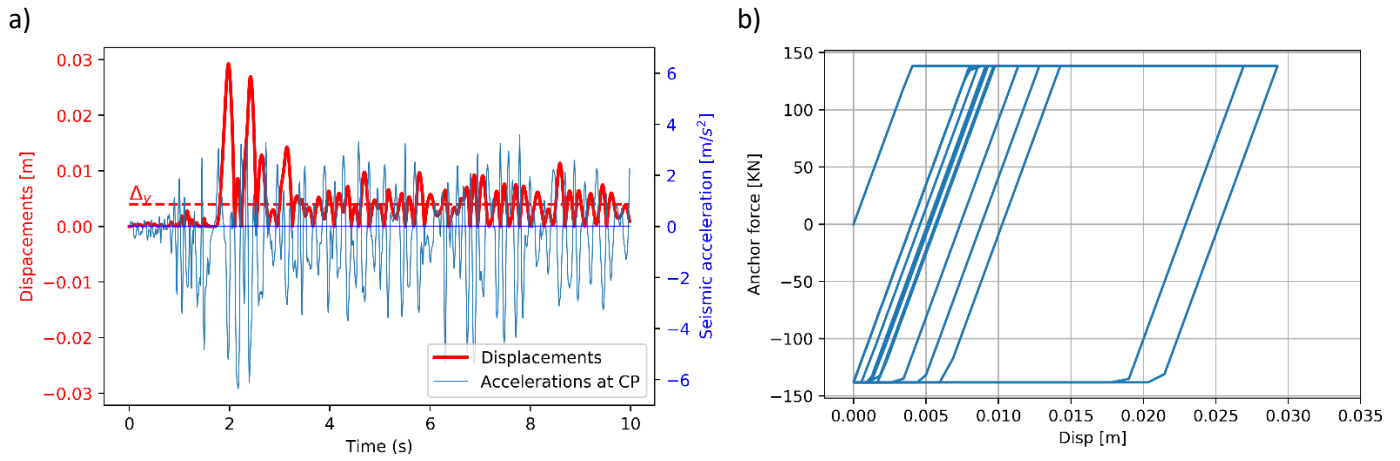 a)
0.03
0.02
0.01
0.00
−0.01
−0.02
−0.03
Dispacements [m]
Δy
6
4
2
0
−2
−4
−6
Seismic acceleration [m/s²]
Displacements
Accelerations at CP
0 2 4 6 8 10
Time (s)
b)
150
100
50
0
−50
−100
−150
Anchor force [KN]
0.000 0.005 0.010 0.015 0.020 0.025 0.030 0.035
Disp [m]